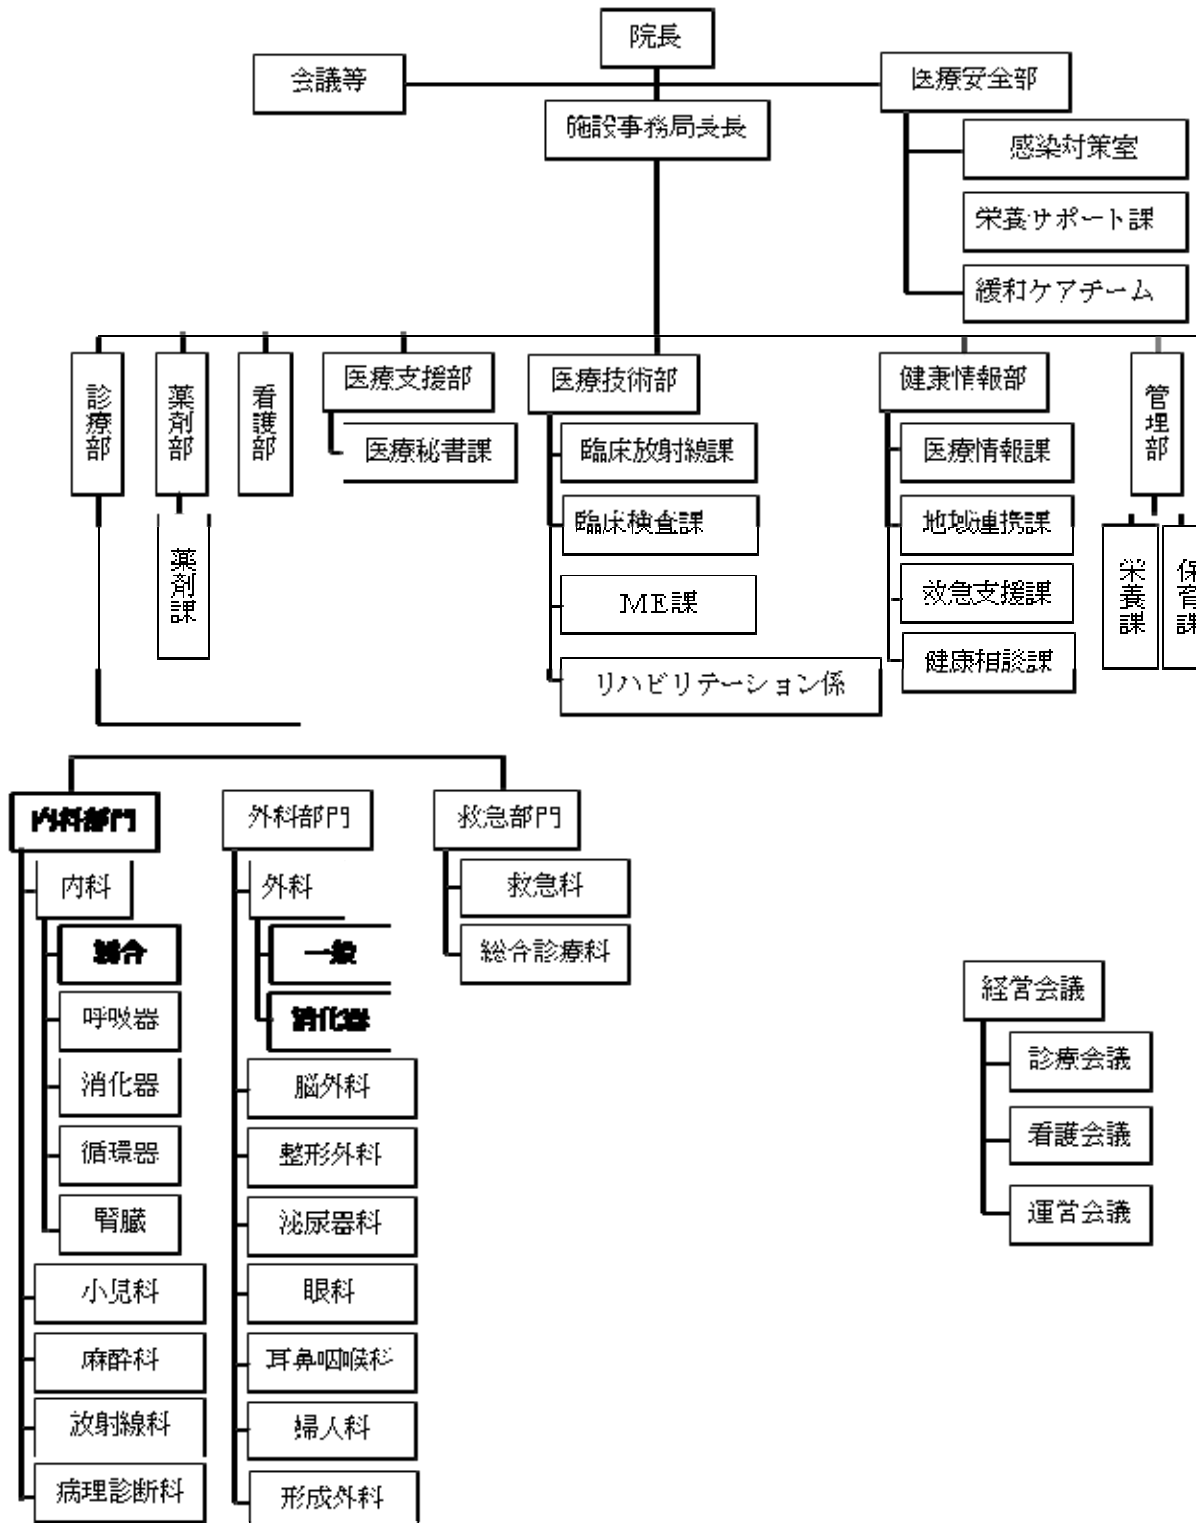 院長
会議等
医療安全部
施設事務局長長
感染対策室
栄養サポート課
緩和ケアチーム
診療部
薬剤部
看護部
医療支援部
医療技術部
健康情報部
管理部
医療秘書課
臨床放射線課
医療情報課
薬剤課
臨床検査課
地域連携課
栄養課
保育課
ME課
救急支援課
リハビリテーション係
健康相談課
内科部門
外科部門
救急部門
内科
外科
救急科
総合
一般
総合診療科
呼吸器
消化器
消化器
脳外科
循環器
整形外科
腎臓
泌尿器科
小児科
眼科
麻酔科
耳鼻咽喉科
放射線科
婦人科
病理診断科
形成外科
経営会議
診療会議
看護会議
運営会議